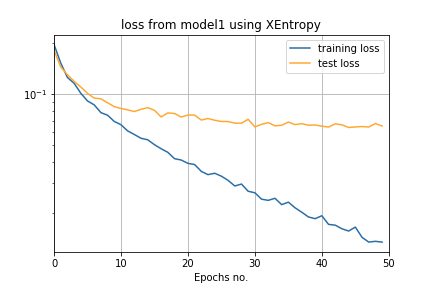 loss from model1 using XEntropy
training loss
test loss
10⁻¹
0 10 20 30 40 50
Epochs no.